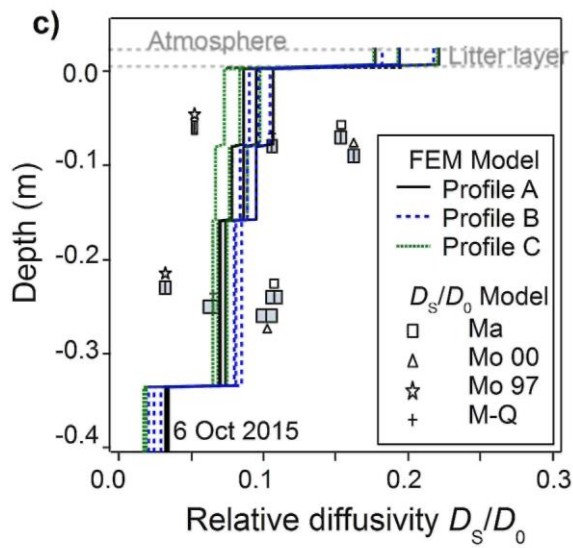 c)
Atmosphere
Litter layer
0.0
-0.1
-0.2
-0.3
-0.4
Depth (m)
FEM Model
Profile A
Profile B
Profile C
DS/D0 Model
Ma
Mo 00
Mo 97
M-Q
6 Oct 2015
0.0 0.1 0.2 0.3
Relative diffusivity DS/D0